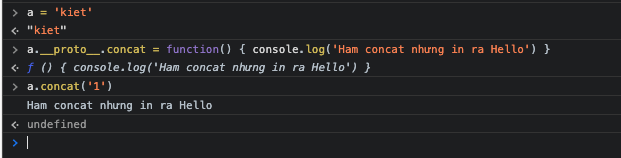 > a = 'kiet'
<· "kiet"
> a.__proto__.concat = function() { console.log('Ham concat nhưng in ra Hello') }
<· ƒ () { console.log('Ham concat nhưng in ra Hello') }
> a.concat('1')
Ham concat nhưng in ra Hello
<· undefined
>